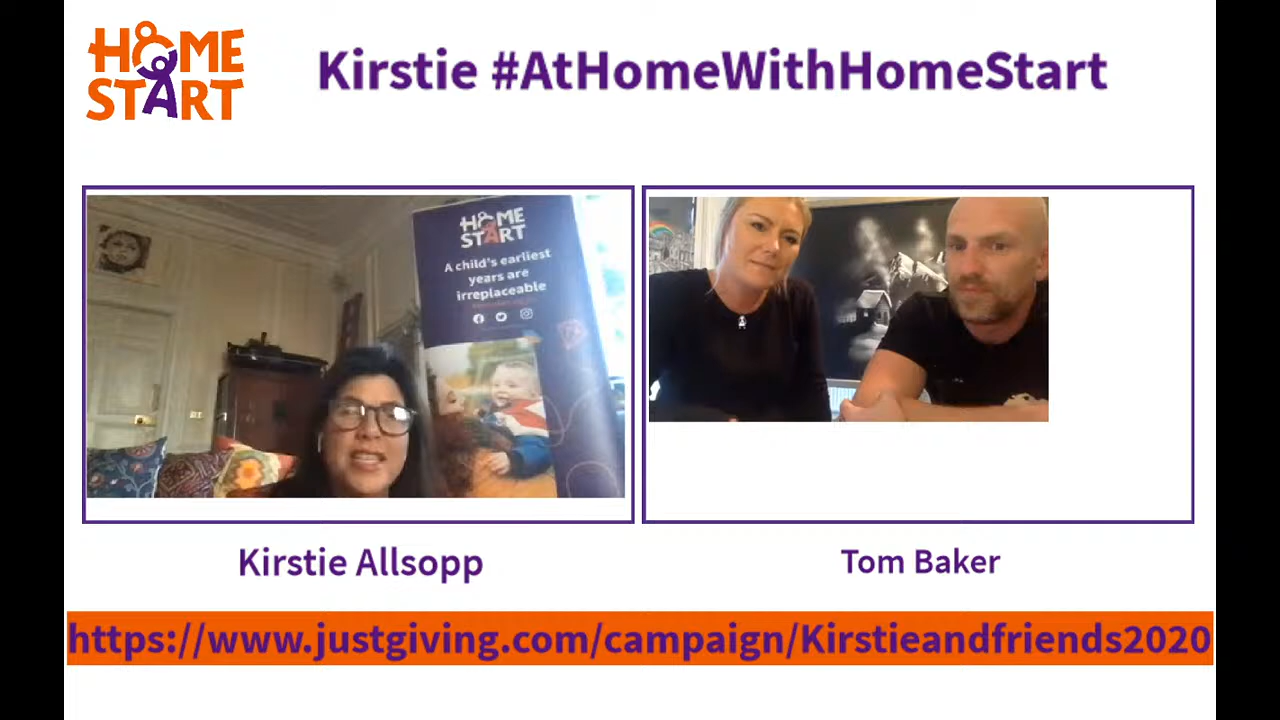 HOME
START
Kirstie #AtHomeWithHomeStart
HOME
START
A child's earliest
years are
irreplaceable
Kirstie Allsopp
Tom Baker
https://www.justgiving.com/campaign/Kirstieandfriends2020